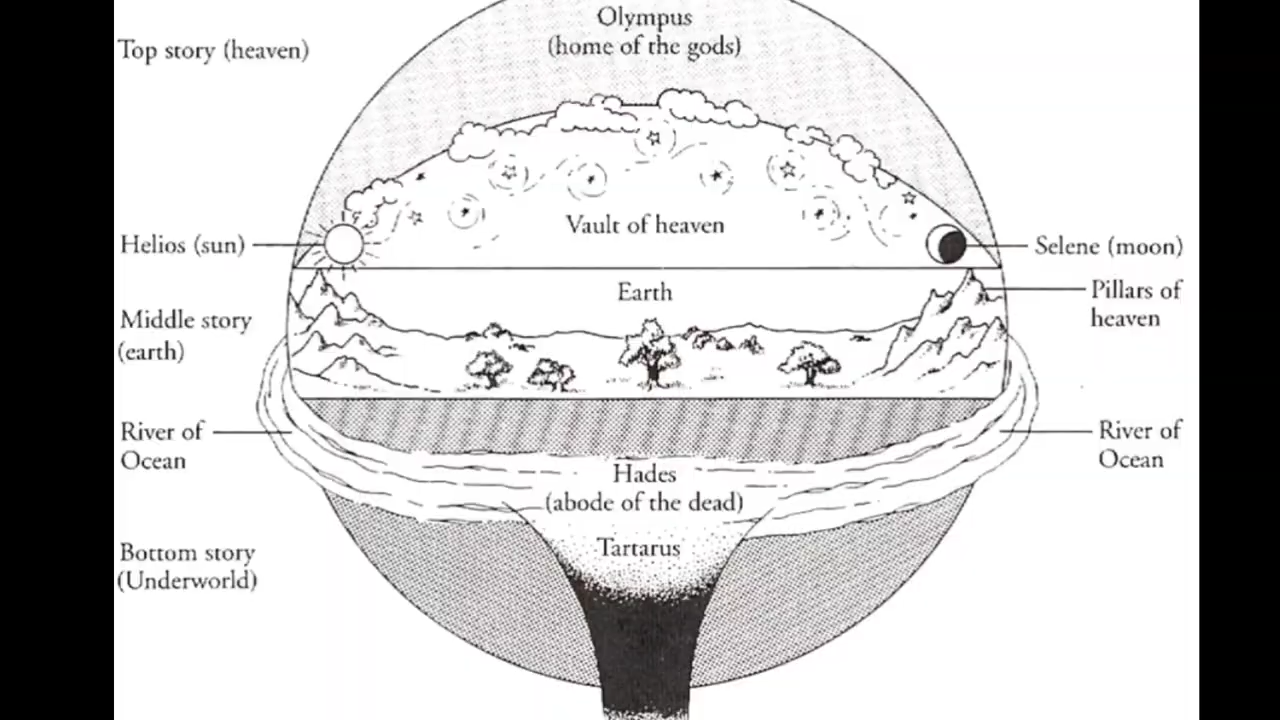 Olympus
(home of the gods)
Top story (heaven)
Vault of heaven
Helios (sun)
Selene (moon)
Earth
Pillars of
heaven
Middle story
(earth)
River of
Ocean
River of
Ocean
Hades
(abode of the dead)
Tartarus
Bottom story
(Underworld)